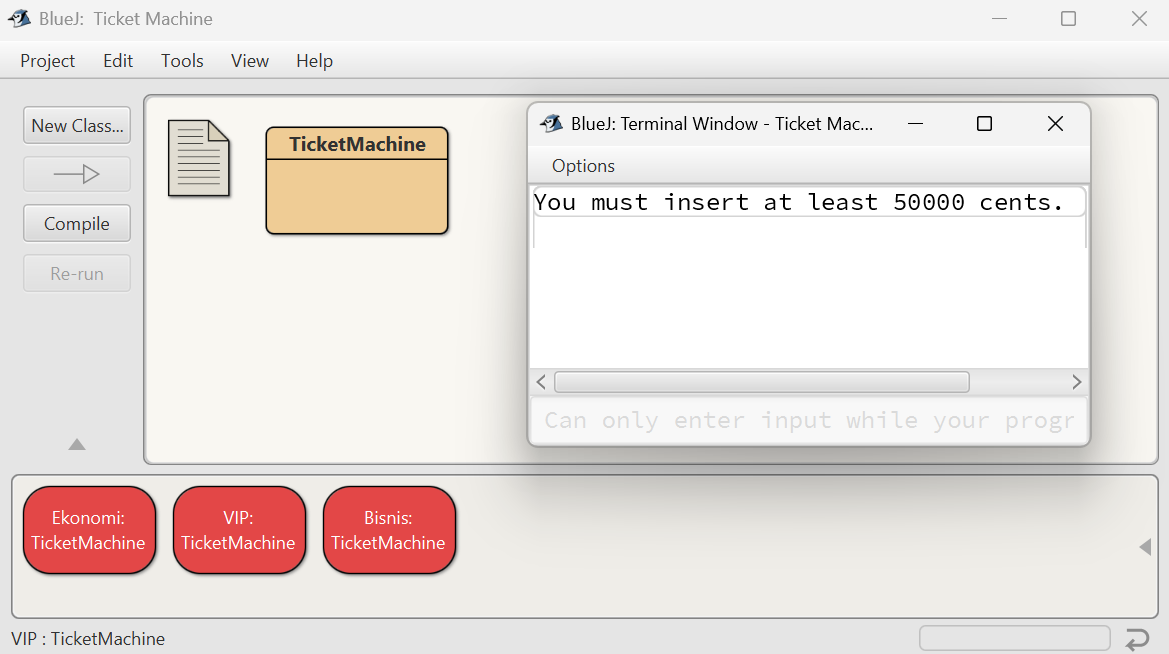 BlueJ: Ticket Machine
Project Edit Tools View Help
New Class...
Compile
Re-run
TicketMachine
BlueJ: Terminal Window - Ticket Mac...
Options
You must insert at least 50000 cents.
Can only enter input while your progr
Ekonomi:
TicketMachine
VIP:
TicketMachine
Bisnis:
TicketMachine
VIP : TicketMachine